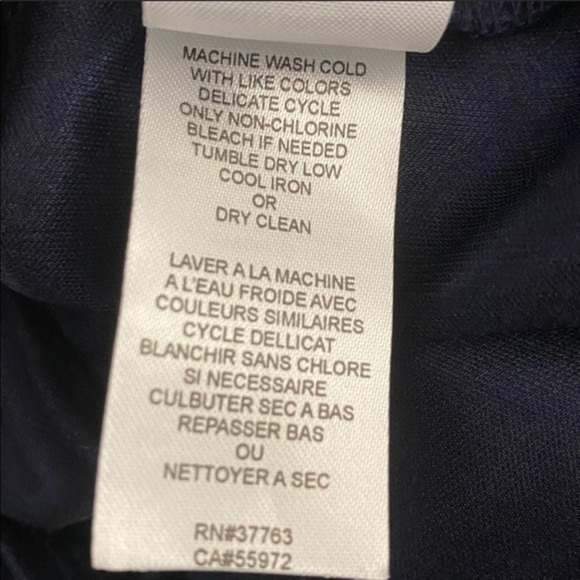 MACHINE WASH COLD
WITH LIKE COLORS
DELICATE CYCLE
ONLY NON-CHLORINE
BLEACH IF NEEDED
TUMBLE DRY LOW
COOL IRON
OR
DRY CLEAN
LAVER A LA MACHINE
A L'EAU FROIDE AVEC
COULEURS SIMILAIRES
CYCLE DELLICAT
BLANCHIR SANS CHLORE
SI NECESSAIRE
CULBUTER SEC A BAS
REPASSER BAS
OU
NETTOYER A SEC
RN#37763
CA#55972